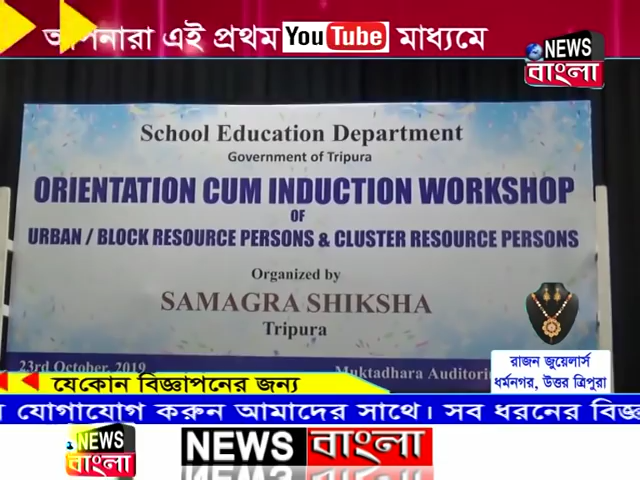 আপনারা এই প্রথম YouTube মাধ্যমে
NEWS
বাংলা
School Education Department
Government of Tripura
ORIENTATION CUM INDUCTION WORKSHOP
OF
URBAN / BLOCK RESOURCE PERSONS & CLUSTER RESOURCE PERSONS
Organized by
SAMAGRA SHIKSHA
Tripura
23rd October, 2019
Muktadhara
রাজন জুয়েলার্স
ধর্মনগর, উত্তর ত্রিপুরা
যেকোন বিজ্ঞাপনের জন্য
যোগাযোগ করুন আমাদের সাথে। সব ধরনের
NEWS
বাংলা
NEWS বাংলা